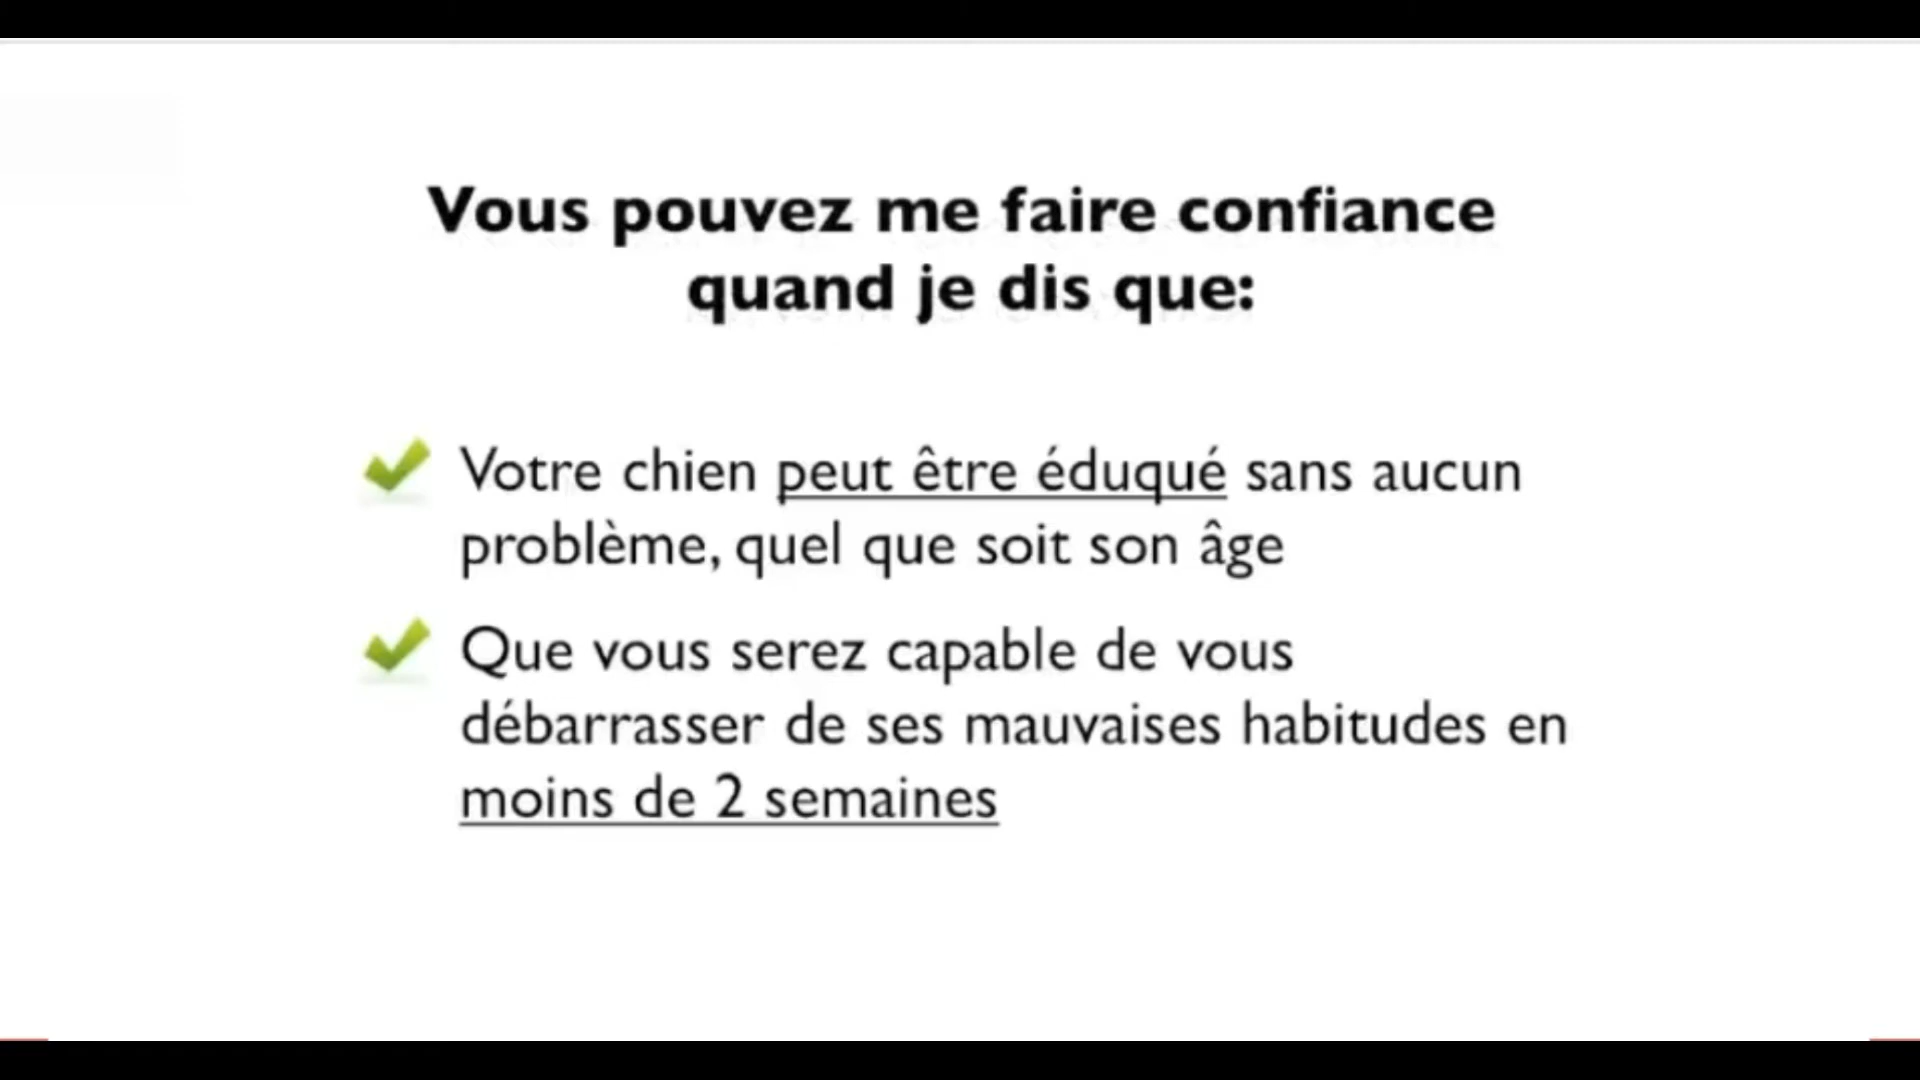 Vous pouvez me faire confiance
quand je dis que:
Votre chien peut être éduqué sans aucun
problème, quel que soit son âge
Que vous serez capable de vous
débarrasser de ses mauvaises habitudes en
moins de 2 semaines